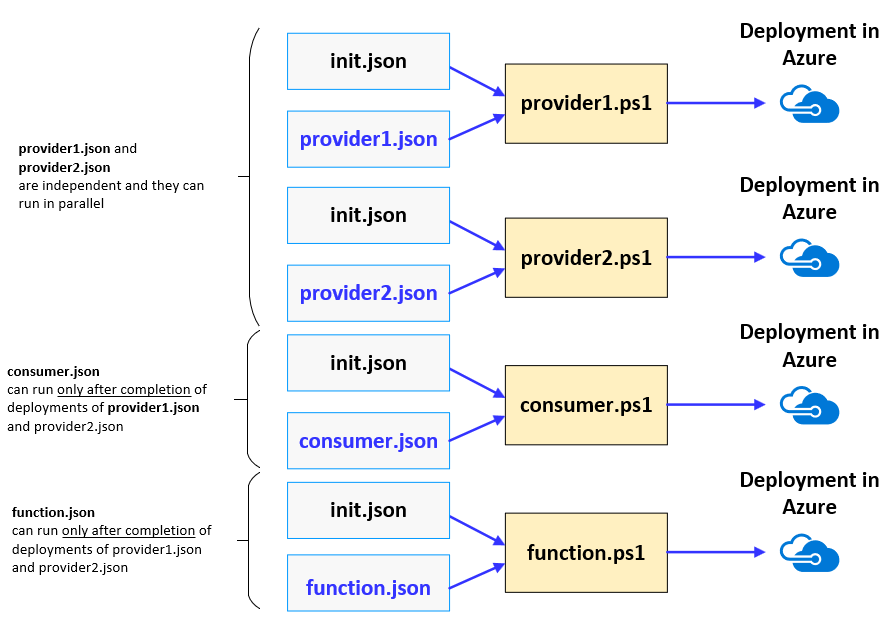 Deployment in
Azure
init.json
provider1.ps1
provider1.json
provider1.json and
provider2.json
are independent and they can
run in parallel
Deployment in
Azure
init.json
provider2.ps1
provider2.json
Deployment in
Azure
init.json
consumer.json
can run only after completion of
deployments of provider1.json
and provider2.json
consumer.ps1
consumer.json
Deployment in
Azure
init.json
function.json
can run only after completion of
deployments of provider1.json
and provider2.json
function.ps1
function.json